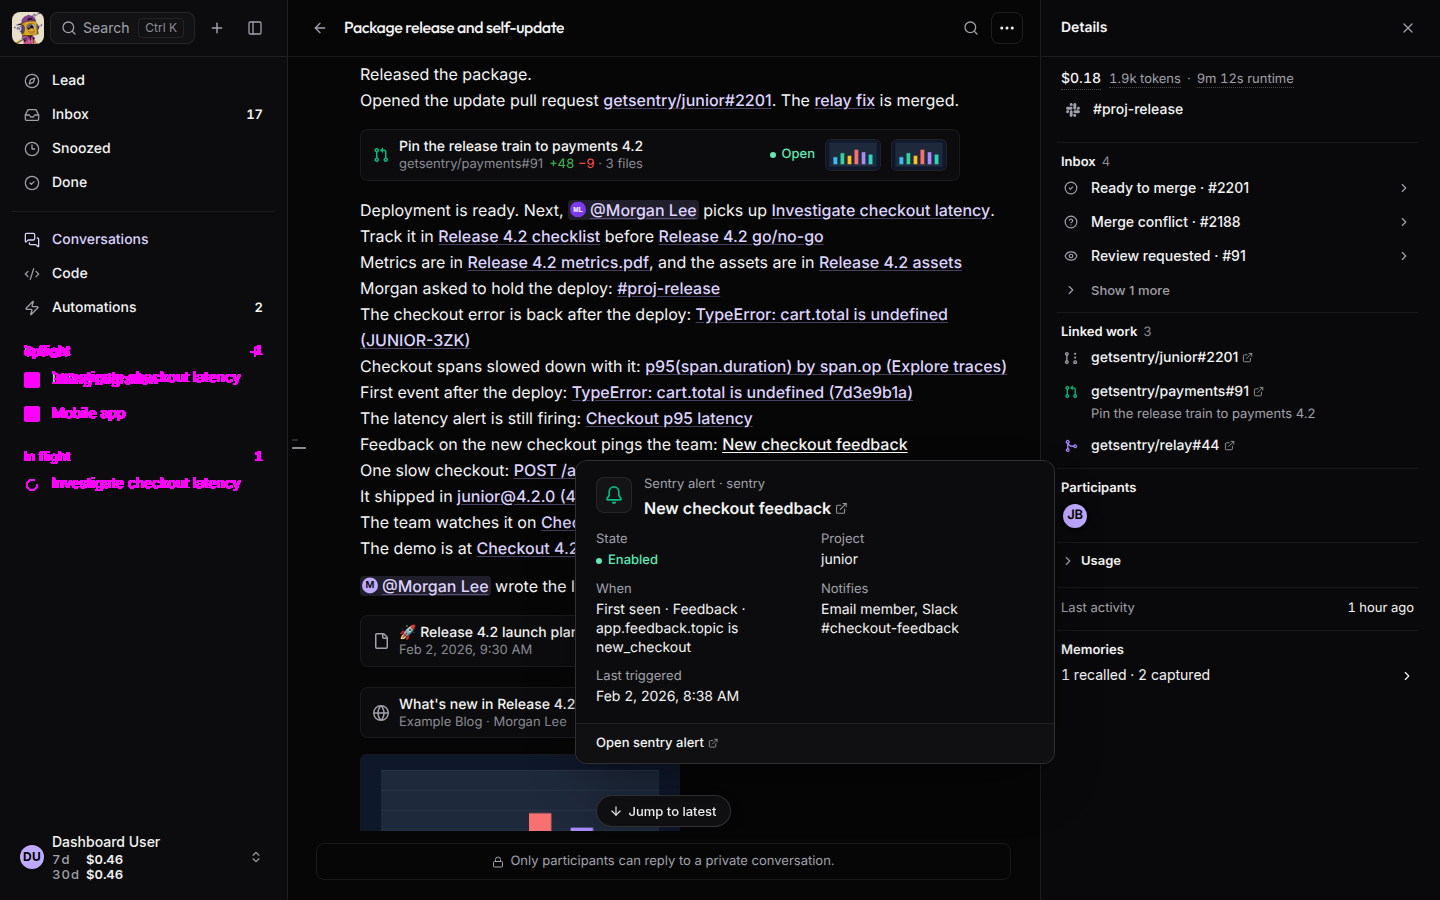 Search Ctrl K
Lead
Inbox 17
Snoozed
Done
Conversations
Code
Automations 2
checkout latency
Mobile app
In flight 1
Investigate checkout latency
Dashboard User
DU
7d $0.46
30d $0.46
Package release and self-update
Released the package.
Opened the update pull request getsentry/junior#2201. The relay fix is merged.
Pin the release train to payments 4.2
getsentry/payments#91 +48 −9 · 3 files
Open
Deployment is ready. Next, ML @Morgan Lee picks up Investigate checkout latency.
Track it in Release 4.2 checklist before Release 4.2 go/no-go
Metrics are in Release 4.2 metrics.pdf, and the assets are in Release 4.2 assets
Morgan asked to hold the deploy: #proj-release
The checkout error is back after the deploy: TypeError: cart.total is undefined
(JUNIOR-3ZK)
Checkout spans slowed down with it: p95(span.duration) by span.op (Explore traces)
First event after the deploy: TypeError: cart.total is undefined (7d3e9b1a)
The latency alert is still firing: Checkout p95 latency
Feedback on the new checkout pings the team: New checkout feedback
One slow checkout: POST /a
It shipped in junior@4.2.0 (4
The team watches it on Chec
The demo is at Checkout 4.2
M @Morgan Lee wrote the l
🚀 Release 4.2 launch plan
Feb 2, 2026, 9:30 AM
What's new in Release 4.2
Example Blog · Morgan Lee
Sentry alert · sentry
New checkout feedback
State
Enabled
Project
junior
When
First seen · Feedback ·
app.feedback.topic is
new_checkout
Notifies
Email member, Slack
#checkout-feedback
Last triggered
Feb 2, 2026, 8:38 AM
Open sentry alert
Jump to latest
Only participants can reply to a private conversation.
Details
$0.18 1.9k tokens · 9m 12s runtime
#proj-release
Inbox 4
Ready to merge · #2201
Merge conflict · #2188
Review requested · #91
Show 1 more
Linked work 3
getsentry/junior#2201
getsentry/payments#91
Pin the release train to payments 4.2
getsentry/relay#44
Participants
JB
Usage
Last activity 1 hour ago
Memories
1 recalled · 2 captured